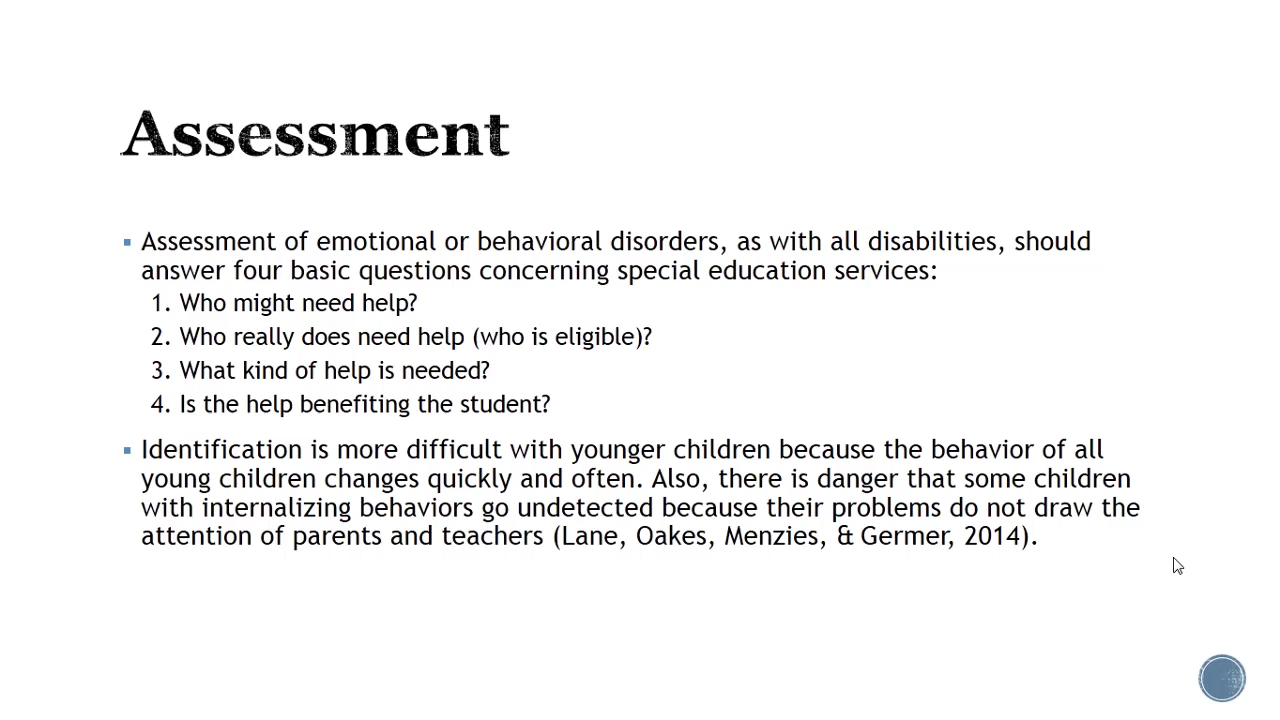 Assessment
Assessment of emotional or behavioral disorders, as with all disabilities, should
answer four basic questions concerning special education services:
1. Who might need help?
2. Who really does need help (who is eligible)?
3. What kind of help is needed?
4. Is the help benefiting the student?
Identification is more difficult with younger children because the behavior of all
young children changes quickly and often. Also, there is danger that some children
with internalizing behaviors go undetected because their problems do not draw the
attention of parents and teachers (Lane, Oakes, Menzies, & Germer, 2014).